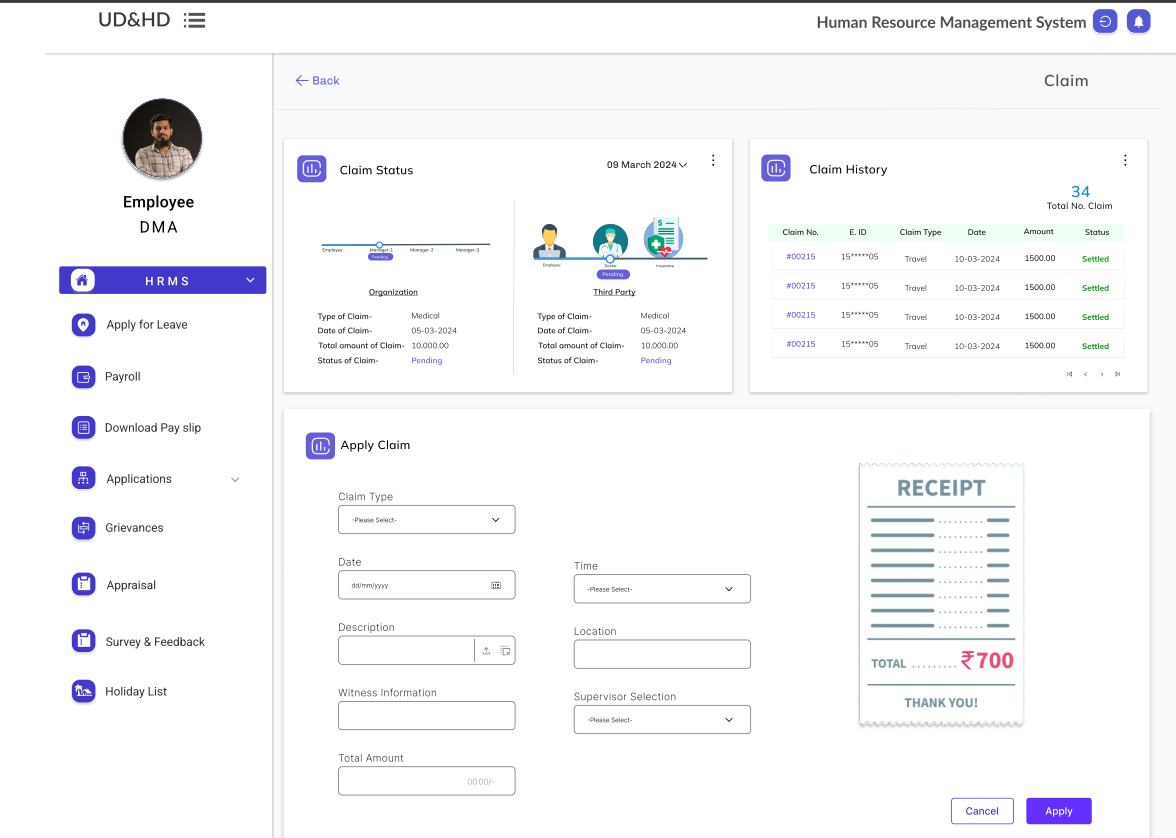 UD&HD
Human Resource Management System
Back
Claim
Employee
DMA
HRMS
Apply for Leave
Payroll
Download Pay slip
Applications
Grievances
Appraisal
Survey & Feedback
Holiday List
Claim Status
09 March 2024
Employee Manager-1 Manager-2 Manager-3
Pending
Organization
Type of Claim- Medical
Date of Claim- 05-03-2024
Total amount of Claim- 10,000.00
Status of Claim- Pending
Employee Doctor Insurance
Pending
Third Party
Type of Claim- Medical
Date of Claim- 05-03-2024
Total amount of Claim- 10,000.00
Status of Claim- Pending
Claim History
34
Total No. Claim
Claim No. E. ID Claim Type Date Amount Status
#00215 15*****05 Travel 10-03-2024 1500.00 Settled
#00215 15*****05 Travel 10-03-2024 1500.00 Settled
#00215 15*****05 Travel 10-03-2024 1500.00 Settled
#00215 15*****05 Travel 10-03-2024 1500.00 Settled
Apply Claim
Claim Type
-Please Select-
Date
dd/mm/yyyy
Time
-Please Select-
Description
Location
Witness Information
Supervisor Selection
-Please Select-
Total Amount
00.00/-
RECEIPT
TOTAL ......... ₹700
THANK YOU!
Cancel
Apply